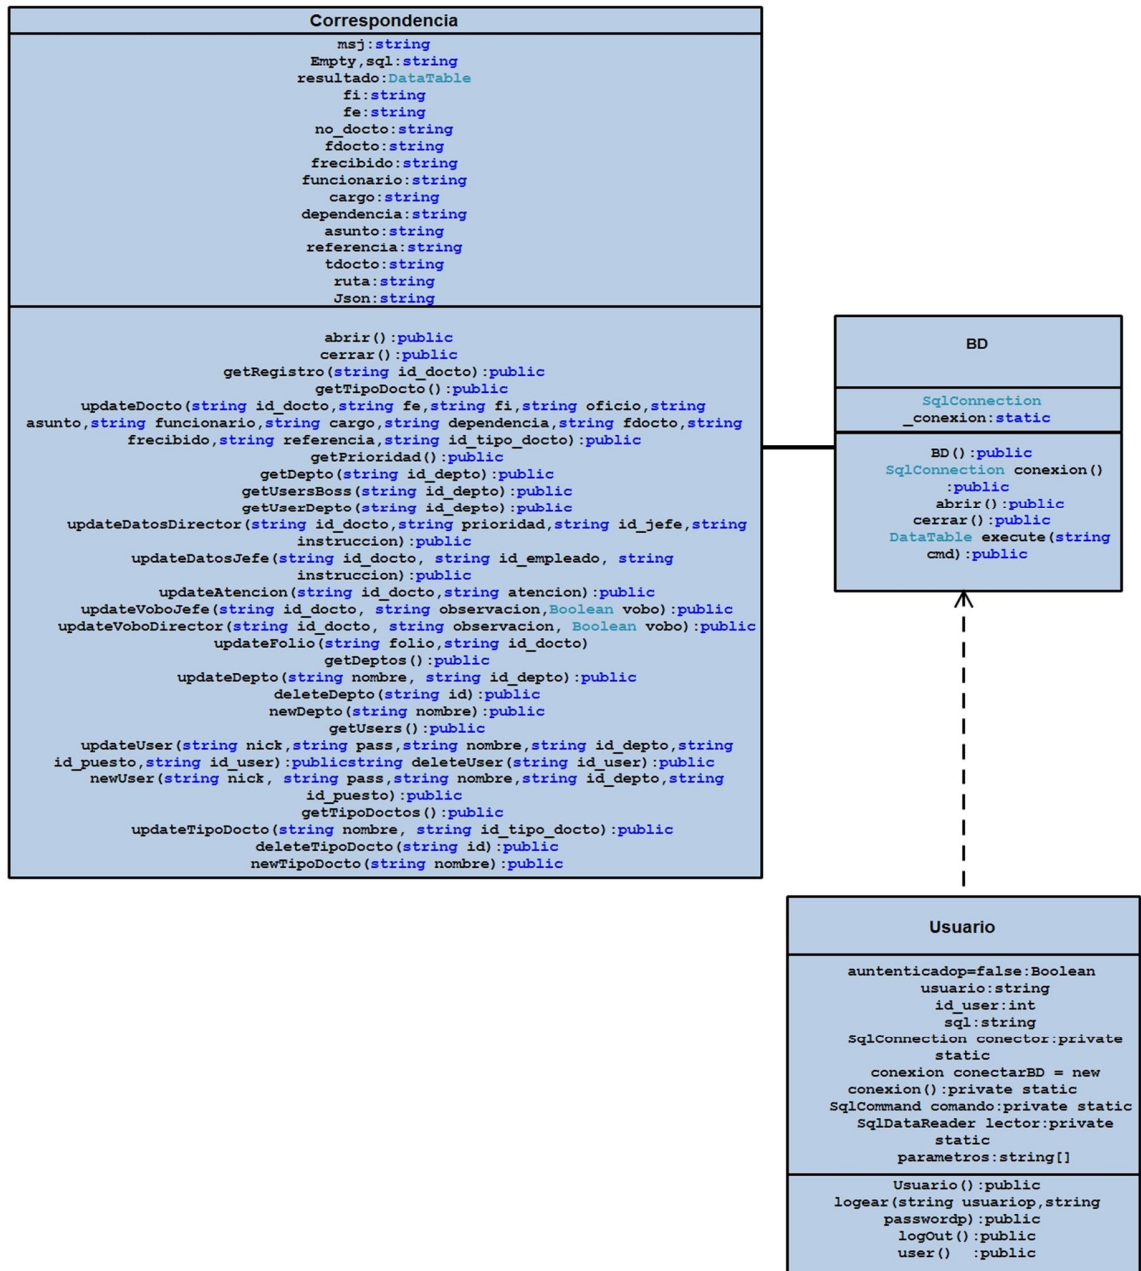 Correspondencia
msj:string
Empty,sql:string
resultado:DataTable
fi:string
fe:string
no_docto:string
fdocto:string
frecibido:string
funcionario:string
cargo:string
dependencia:string
asunto:string
referencia:string
tdocto:string
ruta:string
Json:string
abrir():public
cerrar():public
getRegistro(string id_docto):public
getTipoDocto():public
updateDocto(string id_docto,string fe,string fi,string oficio,string
asunto,string funcionario,string cargo,string dependencia,string fdocto,string
frecibido,string referencia,string id_tipo_docto):public
getPrioridad():public
getDepto(string id_depto):public
getUsersBoss(string id_depto):public
getUserDepto(string id_depto):public
updateDatosDirector(string id_docto,string prioridad,string id_jefe,string
instruccion):public
updateDatosJefe(string id_docto, string id_empleado, string
instruccion):public
updateAtencion(string id_docto,string atencion):public
updateVoboJefe(string id_docto, string observacion,Boolean vobo):public
updateVoboDirector(string id_docto, string observacion, Boolean vobo):public
updateFolio(string folio,string id_docto)
getDeptos():public
updateDepto(string nombre, string id_depto):public
deleteDepto(string id):public
newDepto(string nombre):public
getUsers():public
updateUser(string nick,string pass,string nombre,string id_depto,string
id_puesto,string id_user):publicstring deleteUser(string id_user):public
newUser(string nick, string pass,string nombre,string id_depto,string
id_puesto):public
getTipoDoctos():public
updateTipoDocto(string nombre, string id_tipo_docto):public
deleteTipoDocto(string id):public
newTipoDocto(string nombre):public
BD
SqlConnection
_conexion:static
BD():public
SqlConnection conexion()
:public
abrir():public
cerrar():public
DataTable execute(string
cmd):public
Usuario
auntenticadop=false:Boolean
usuario:string
id_user:int
sql:string
SqlConnection conector:private
static
conexion conectarBD = new
conexion():private static
SqlCommand comando:private static
SqlDataReader lector:private
static
parametros:string[]
Usuario():public
logear(string usuariop,string
passwordp):public
logOut():public
user() :public